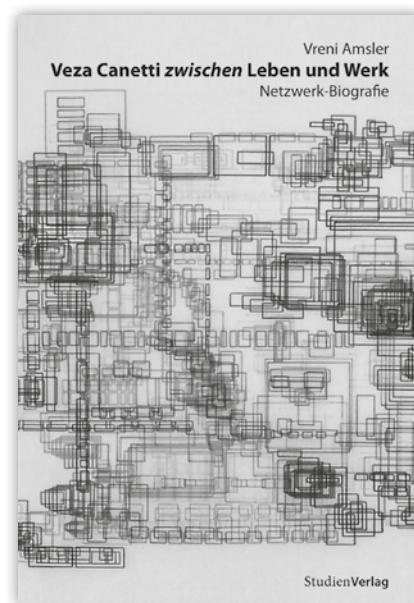 Vreni Amsler
Veza Canetti zwischen Leben und Werk
Netzwerk-Biografie
StudienVerlag